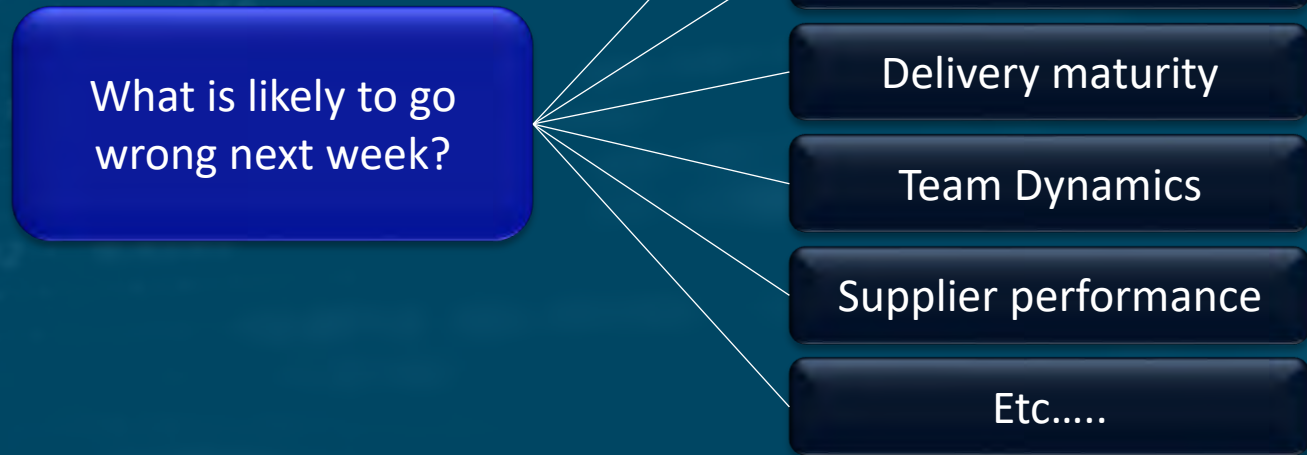 What is likely to go
wrong next week?
Delivery maturity
Team Dynamics
Supplier performance
Etc…..